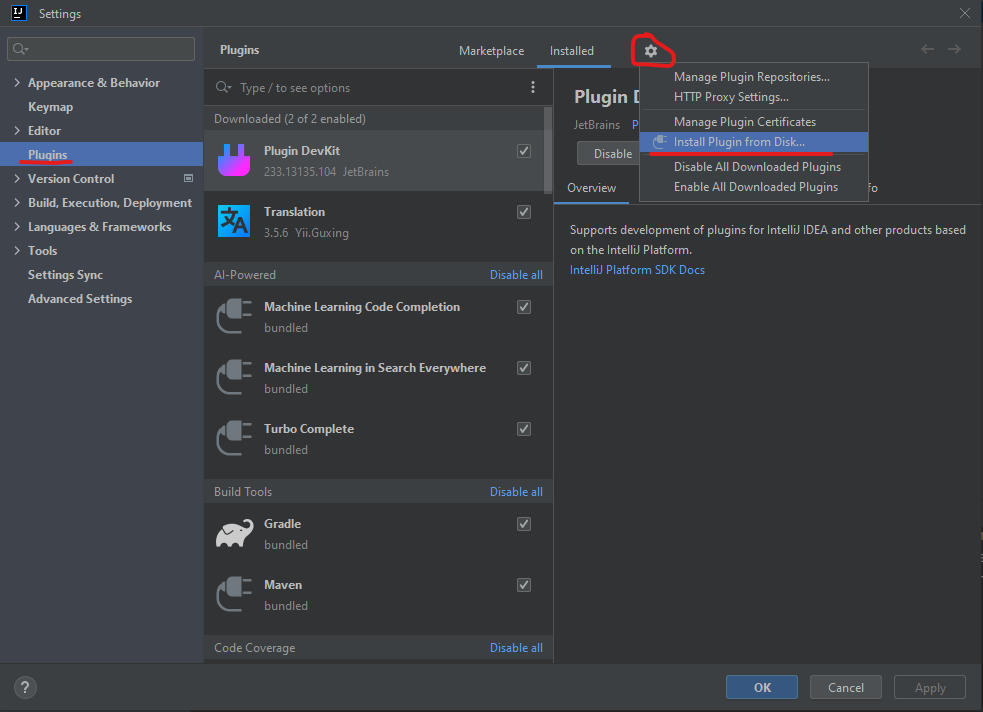 IJ
Settings
Appearance & Behavior
Keymap
Editor
Plugins
Version Control
Build, Execution, Deployment
Languages & Frameworks
Tools
Settings Sync
Advanced Settings
Plugins
Marketplace
Installed
Type / to see options
Downloaded (2 of 2 enabled)
Plugin DevKit
233.13135.104 JetBrains
Translation
3.5.6 Yii.Guxing
AI-Powered
Disable all
Machine Learning Code Completion
bundled
Machine Learning in Search Everywhere
bundled
Turbo Complete
bundled
Build Tools
Disable all
Gradle
bundled
Maven
bundled
Code Coverage
Disable all
Manage Plugin Repositories...
HTTP Proxy Settings...
Manage Plugin Certificates
Install Plugin from Disk...
Disable All Downloaded Plugins
Enable All Downloaded Plugins
Plugin D
JetBrains P
Disable
Overview
fo
Supports development of plugins for IntelliJ IDEA and other products based
on the IntelliJ Platform.
IntelliJ Platform SDK Docs
?
OK
Cancel
Apply